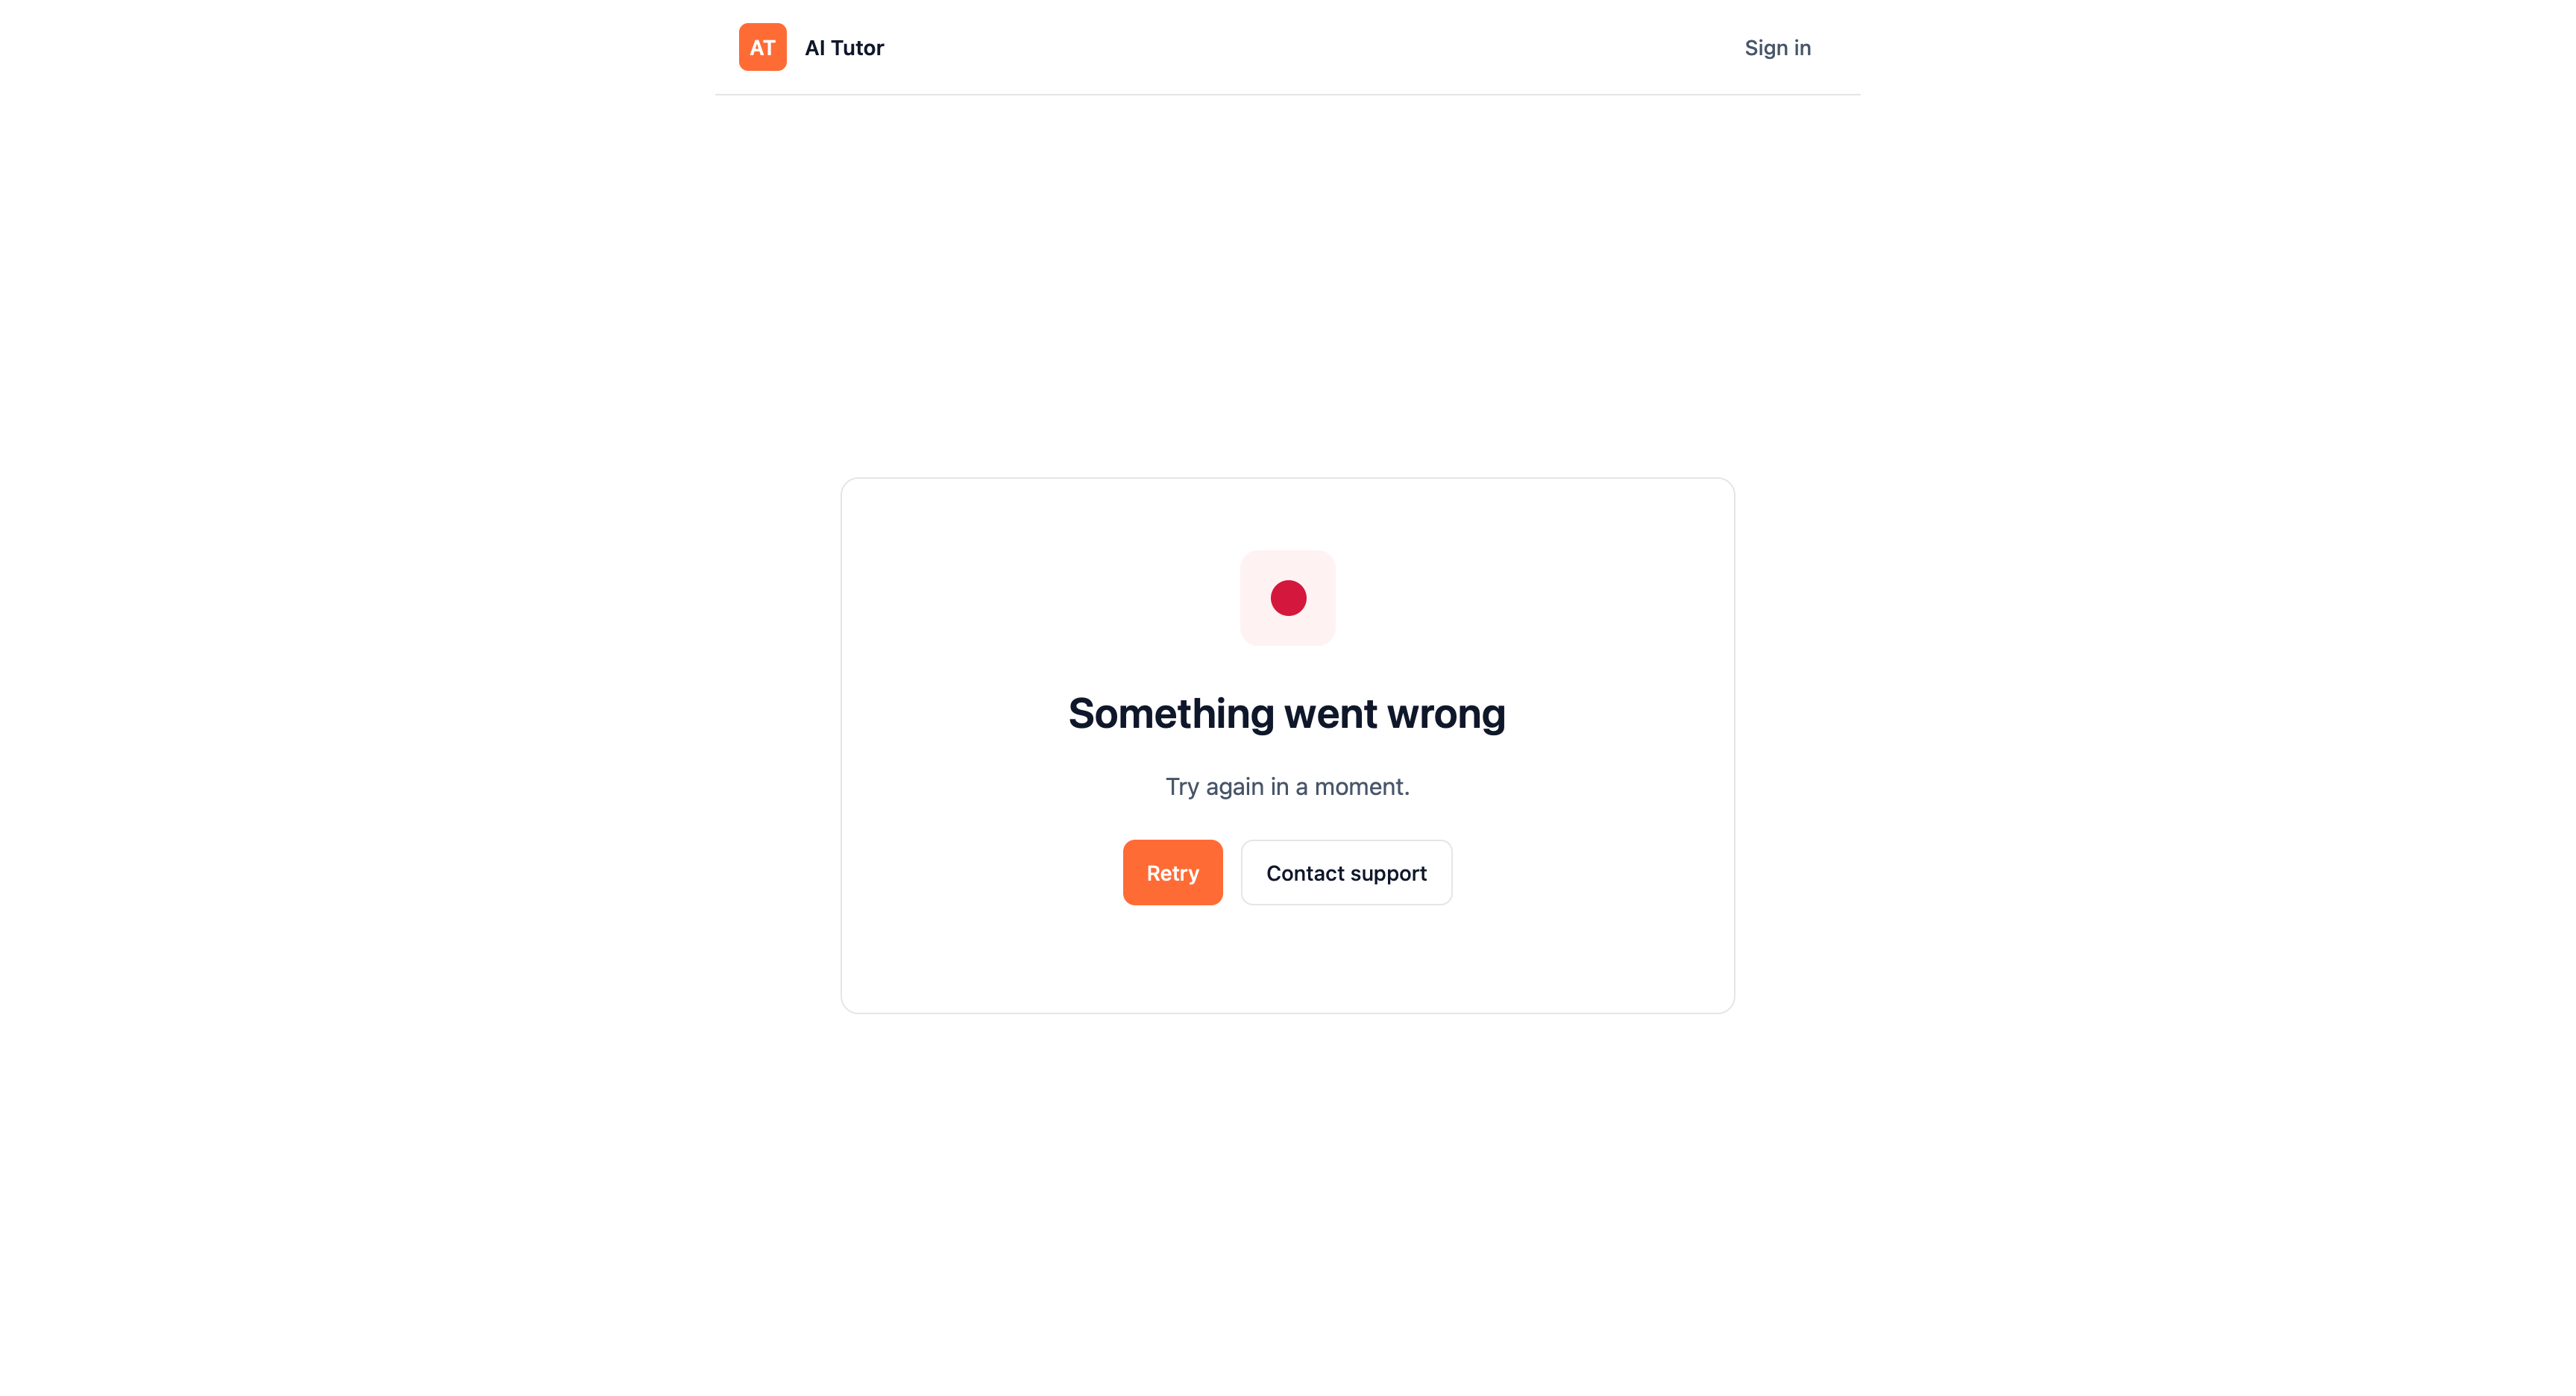 AT AI Tutor Sign in
Something went wrong
Try again in a moment.
Retry Contact support